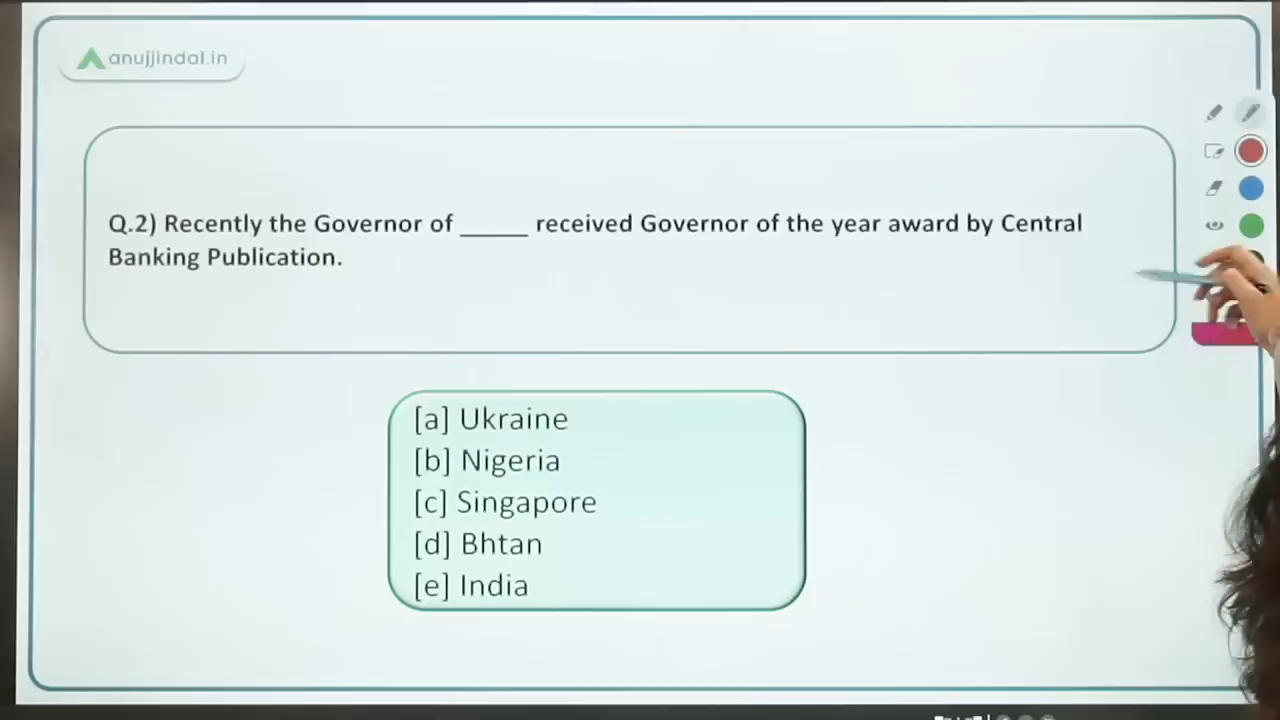 anujjindal.in
Q.2) Recently the Governor of _____ received Governor of the year award by Central
Banking Publication.
[a] Ukraine
[b] Nigeria
[c] Singapore
[d] Bhtan
[e] India